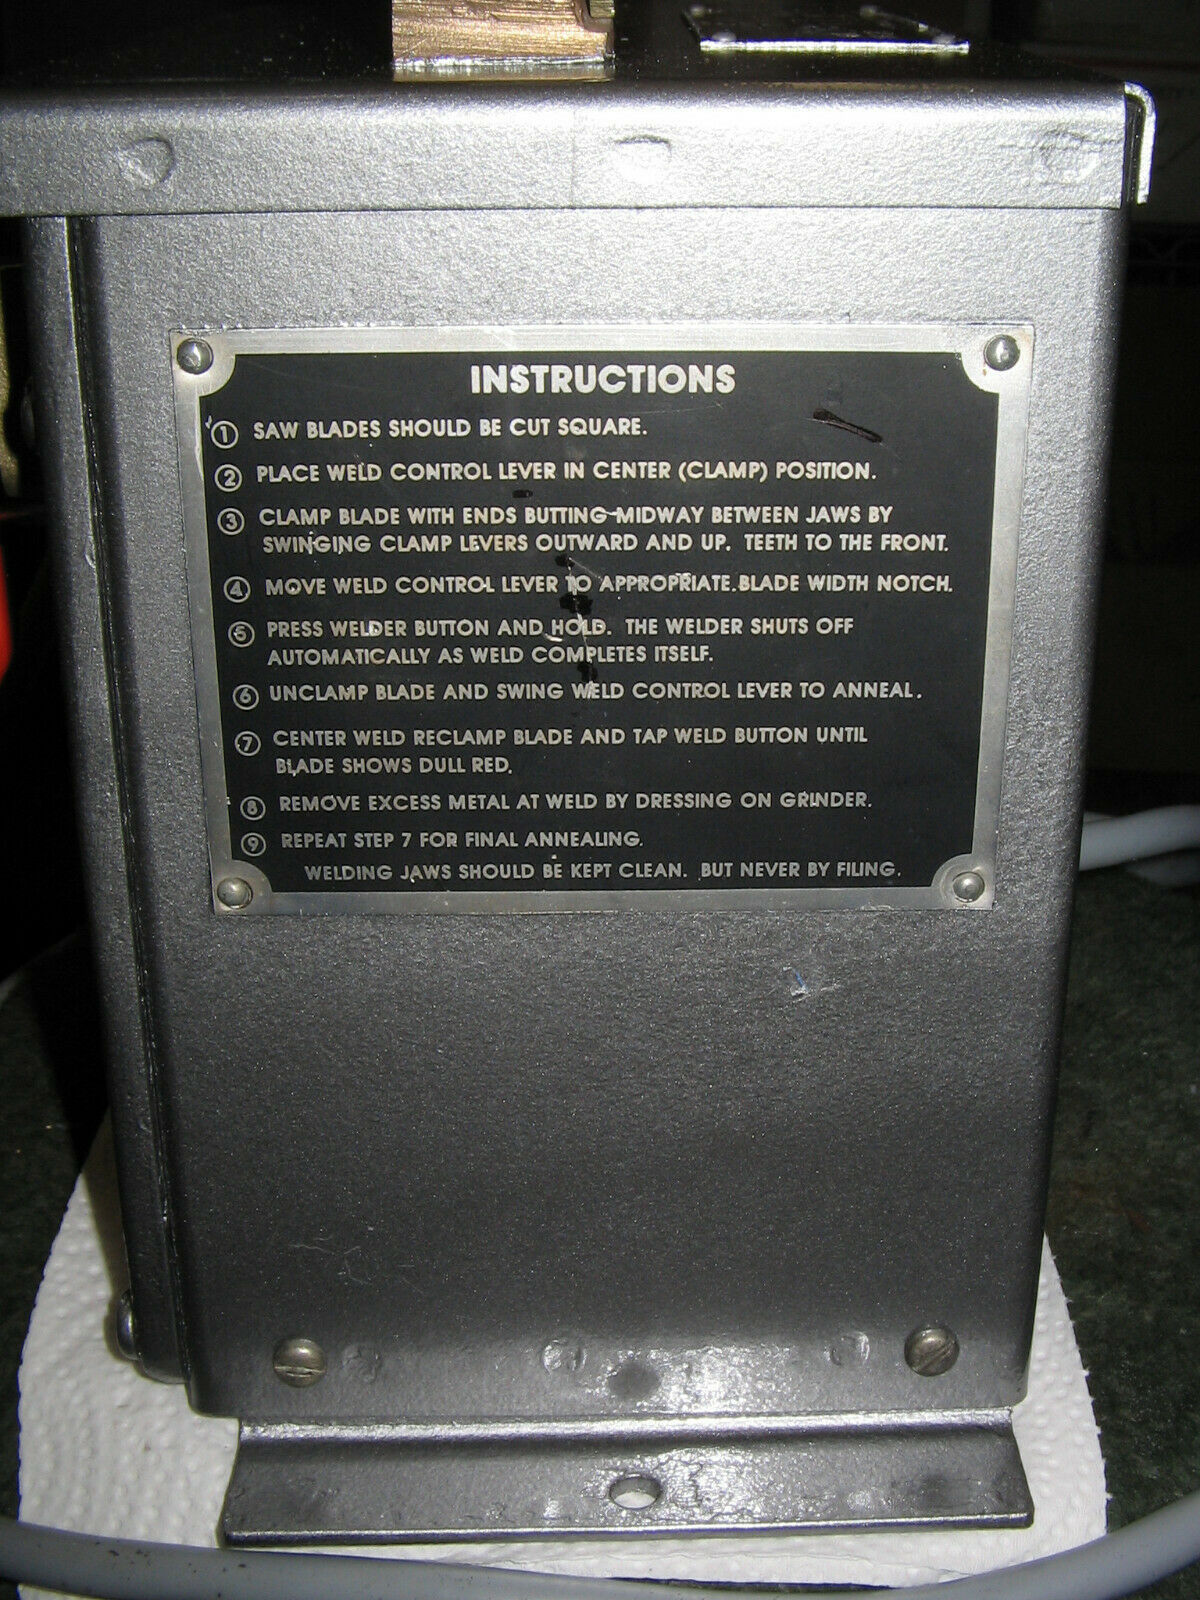 INSTRUCTIONS
1 SAW BLADES SHOULD BE CUT SQUARE.
2 PLACE WELD CONTROL LEVER IN CENTER (CLAMP) POSITION.
3 CLAMP BLADE WITH ENDS BUTTING MIDWAY BETWEEN JAWS BY
SWINGING CLAMP LEVERS OUTWARD AND UP. TEETH TO THE FRONT.
4 MOVE WELD CONTROL LEVER TO APPROPRIATE BLADE WIDTH NOTCH.
5 PRESS WELDER BUTTON AND HOLD. THE WELDER SHUTS OFF
AUTOMATICALLY AS WELD COMPLETES ITSELF.
6 UNCLAMP BLADE AND SWING WELD CONTROL LEVER TO ANNEAL.
7 CENTER WELD RECLAMP BLADE AND TAP WELD BUTTON UNTIL
BLADE SHOWS DULL RED.
8 REMOVE EXCESS METAL AT WELD BY DRESSING ON GRINDER.
9 REPEAT STEP 7 FOR FINAL ANNEALING.
WELDING JAWS SHOULD BE KEPT CLEAN. BUT NEVER BY FILING.